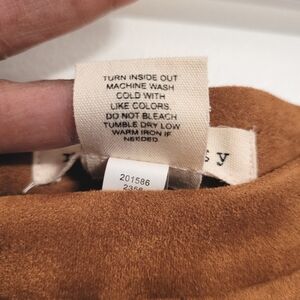 TURN INSIDE OUT
MACHINE WASH
COLD WITH
LIKE COLORS.
DO NOT BLEACH
TUMBLE DRY LOW
WARM IRON IF
NEEDED
201586